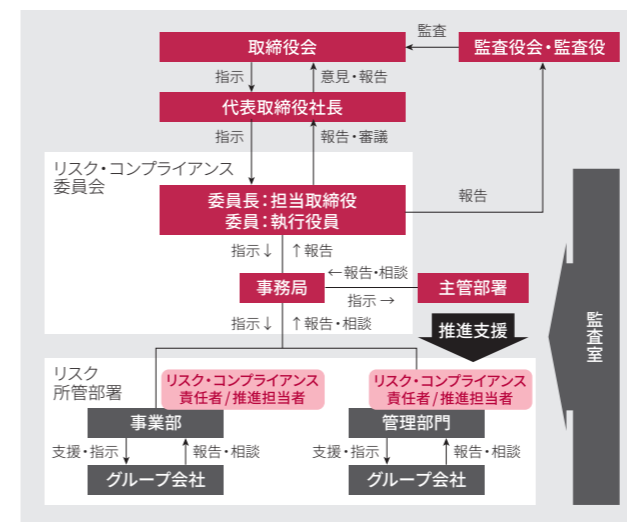 取締役会
監査
監査役会・監査役
指示
意見・報告
代表取締役社長
指示
報告・審議
リスク・コンプライアンス
委員会
委員長：担当取締役
委員：執行役員
報告
指示↓
↑報告
←報告・相談
事務局
主管部署
指示→
指示↓
↑報告・相談
推進支援
監査室
リスク
所管部署
リスク・コンプライアンス
責任者/推進担当者
リスク・コンプライアンス
責任者/推進担当者
事業部
管理部門
支援・指示
報告・相談
支援・指示
報告・相談
グループ会社
グループ会社